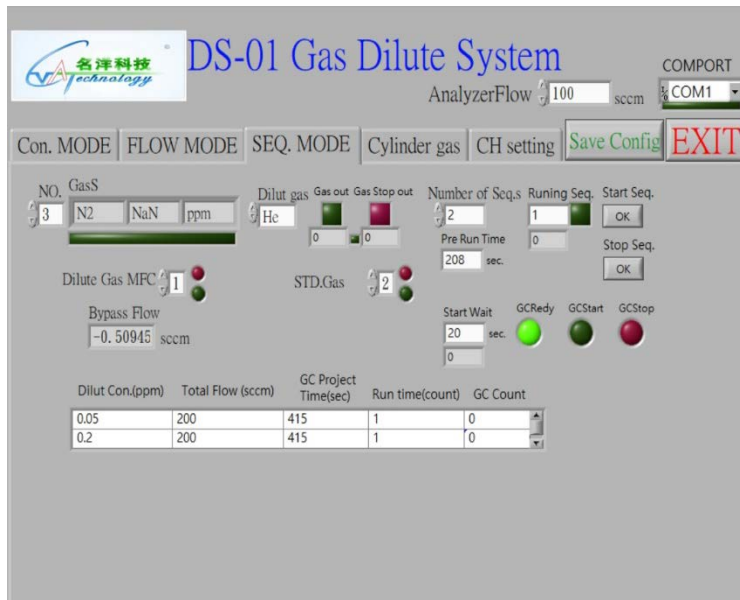 名洋科技
Technology
DS-01 Gas Dilute System
COMPORT
AnalyzerFlow 100 sccm COM1
Con. MODE FLOW MODE SEQ. MODE Cylinder gas CH setting Save Config EXIT
NO. GasS Dilut gas Gas out Gas Stop out Number of Seq.s Runing Seq. Start Seq.
3 N2 NaN ppm He 2 1 OK
0 0 Pre Run Time 0 Stop Seq.
208 sec. OK
Dilute Gas MFC 1 STD.Gas 2
Bypass Flow Start Wait GCRedy GCStart GCStop
-0.50945 sccm 20 sec.
0
Dilut Con.(ppm) Total Flow (sccm) GC Project Time(sec) Run time(count) GC Count
0.05 200 415 1 0
0.2 200 415 1 0